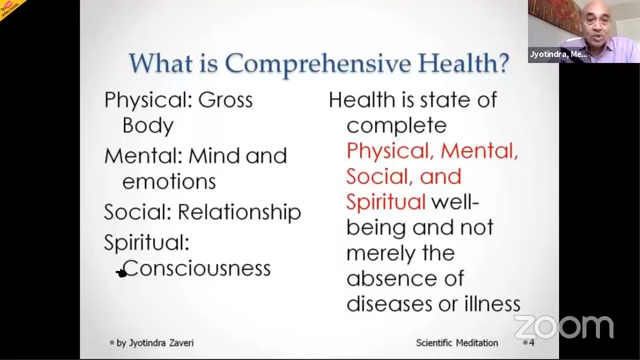 What is Comprehensive Health?
Jyotindra, Me...
Physical: Gross
Body
Mental: Mind and
emotions
Social: Relationship
Spiritual:
Consciousness
Health is state of
complete
Physical, Mental,
Social, and
Spiritual well-
being and not
merely the
absence of
diseases or illness
by Jyotindra Zaveri
Scientific Meditation
4
zoom